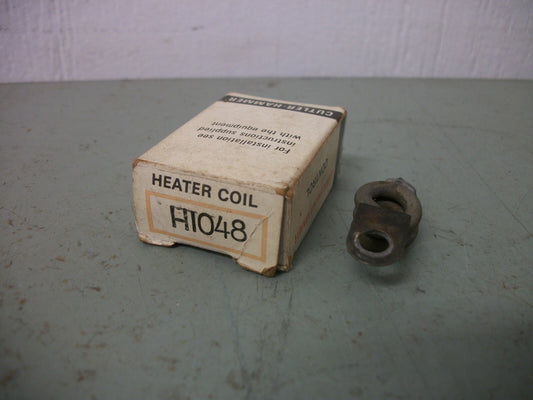 CUTLER HAMMER
For installation see
instructions supplied
with the equipment
HEATER COIL
H1048